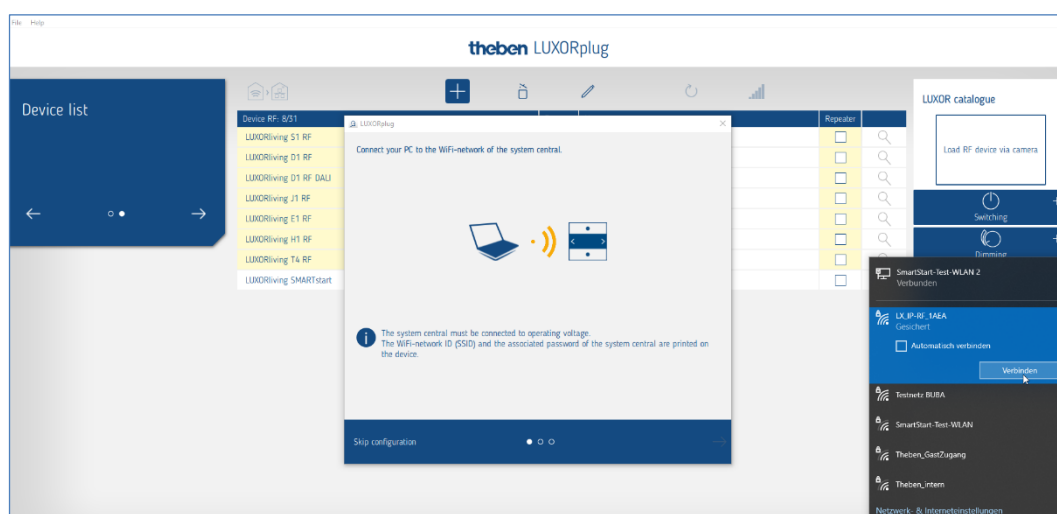 File Help
theben LUXORplug
Device list
Device RF: 8/31
Repeater
LUXORliving S1 RF
LUXORliving D1 RF
LUXORliving D1 RF DALI
LUXORliving J1 RF
LUXORliving E1 RF
LUXORliving H1 RF
LUXORliving T4 RF
LUXORliving SMARTstart
LUXORplug
Connect your PC to the WiFi-network of the system central.
The system central must be connected to operating voltage.
The WiFi-network ID (SSID) and the associated password of the system central are printed on
the device.
Skip configuration
LUXOR catalogue
Load RF device via camera
Switching
Dimming
SmartStart-Test-WLAN 2
Verbunden
LX_IP-RF_1AEA
Gesichert
Automatisch verbinden
Verbinden
Testnetz BUBA
SmartStart-Test-WLAN
Theben_GastZugang
Theben_intern
Netzwerk- & Interneteinstellungen